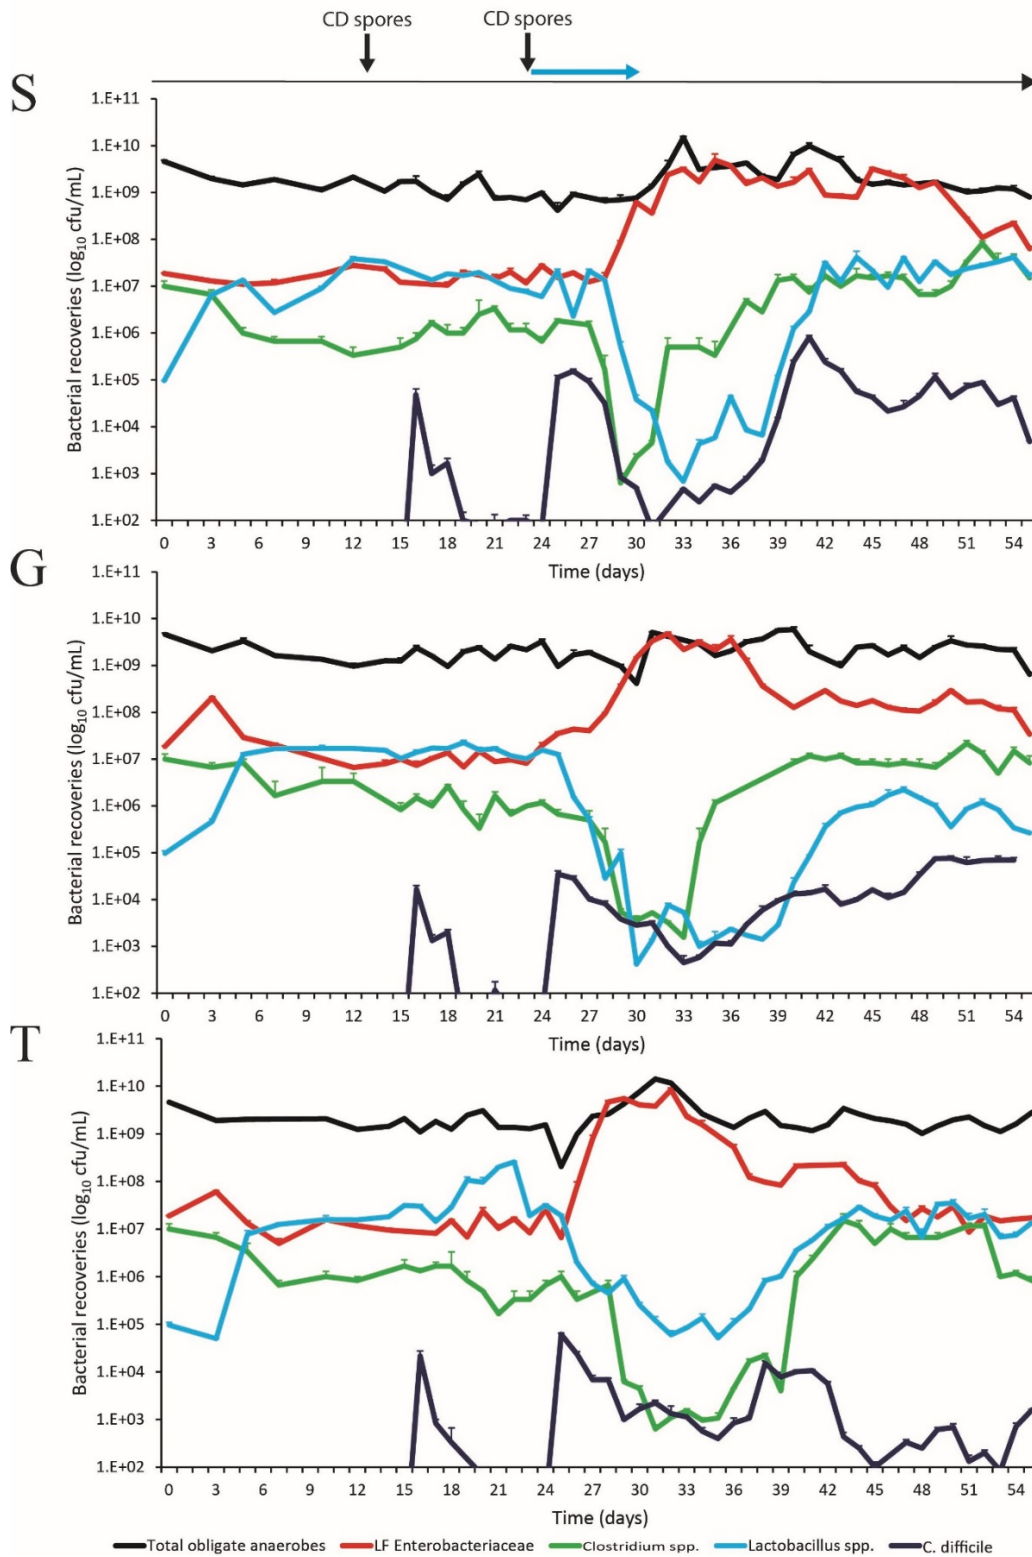 CD spores
CD spores
S
1.E+11
1.E+10
1.E+09
1.E+08
1.E+07
1.E+06
1.E+05
1.E+04
1.E+03
1.E+02
Bacterial recoveries (log10 cfu/mL)
0 3 6 9 12 15 18 21 24 27 30 33 36 39 42 45 48 51 54
Time (days)
G
1.E+11
1.E+10
1.E+09
1.E+08
1.E+07
1.E+06
1.E+05
1.E+04
1.E+03
1.E+02
Bacterial recoveries (log10 cfu/mL)
0 3 6 9 12 15 18 21 24 27 30 33 36 39 42 45 48 51 54
Time (days)
T
1.E+11
1.E+10
1.E+09
1.E+08
1.E+07
1.E+06
1.E+05
1.E+04
1.E+03
1.E+02
Bacterial recoveries (log10 cfu/mL)
0 3 6 9 12 15 18 21 24 27 30 33 36 39 42 45 48 51 54
Time (days)
Total obligate anaerobes LF Enterobacteriaceae Clostridium spp. Lactobacillus spp. C. difficile